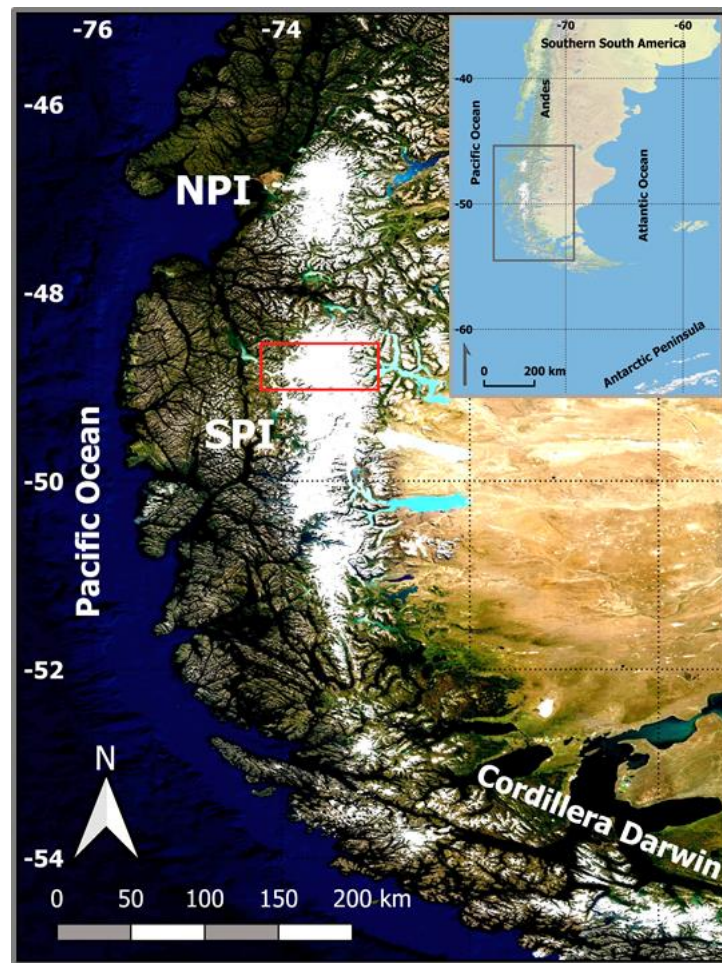 -76
-74
-46
NPI
-48
SPI
-50
Pacific Ocean
-52
N
Cordillera Darwin
-54
0 50 100 150 200 km
-70
-60
Southern South America
-40
Andes
Pacific Ocean
-50
Atlantic Ocean
-60
Antarctic Peninsula
0 200 km